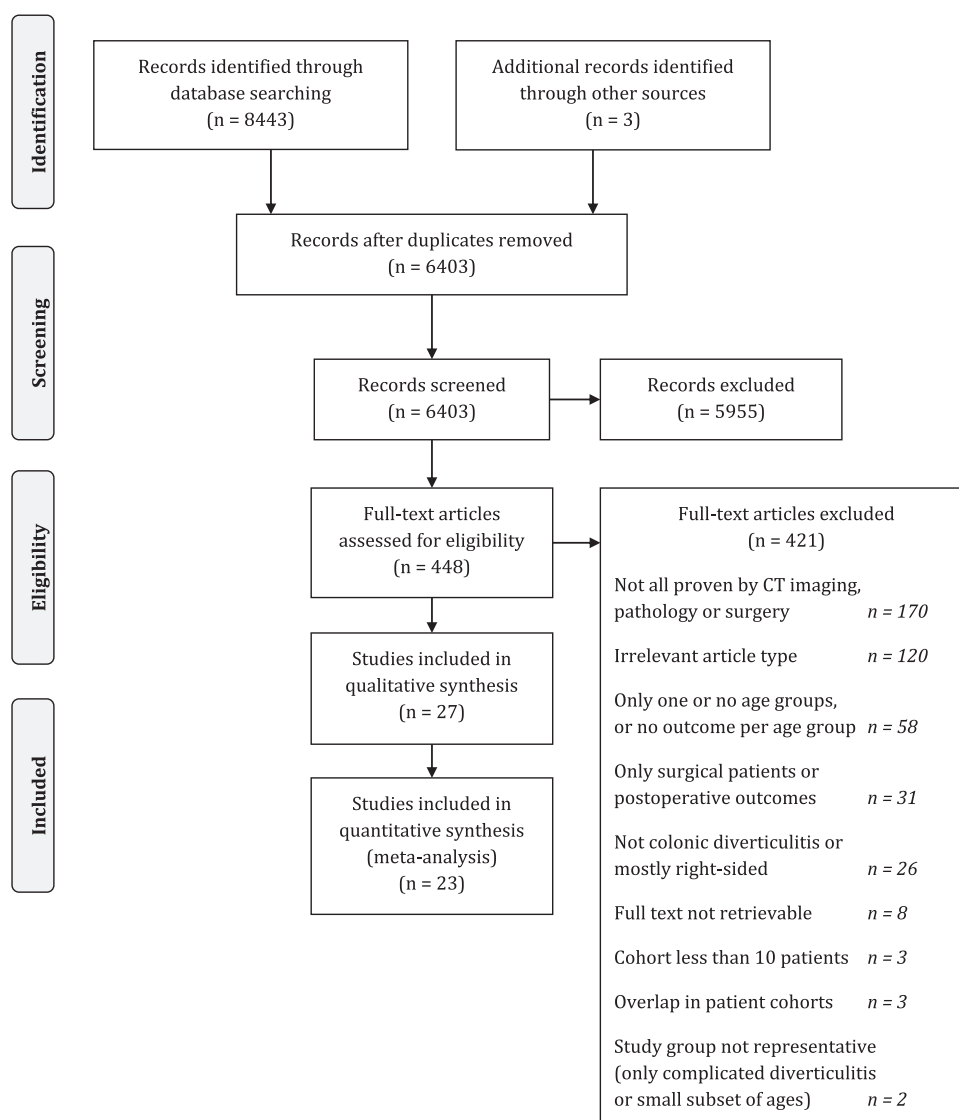 Identification
Records identified through
database searching
(n = 8443)
Additional records identified
through other sources
(n = 3)
Records after duplicates removed
(n = 6403)
Screening
Records screened
(n = 6403)
Records excluded
(n = 5955)
Eligibility
Full-text articles
assessed for eligibility
(n = 448)
Full-text articles excluded
(n = 421)
Not all proven by CT imaging,
pathology or surgery n = 170
Irrelevant article type n = 120
Only one or no age groups,
or no outcome per age group n = 58
Only surgical patients or
postoperative outcomes n = 31
Not colonic diverticulitis or
mostly right-sided n = 26
Full text not retrievable n = 8
Cohort less than 10 patients n = 3
Overlap in patient cohorts n = 3
Study group not representative
(only complicated diverticulitis
or small subset of ages) n = 2
Studies included in
qualitative synthesis
(n = 27)
Included
Studies included in
quantitative synthesis
(meta-analysis)
(n = 23)